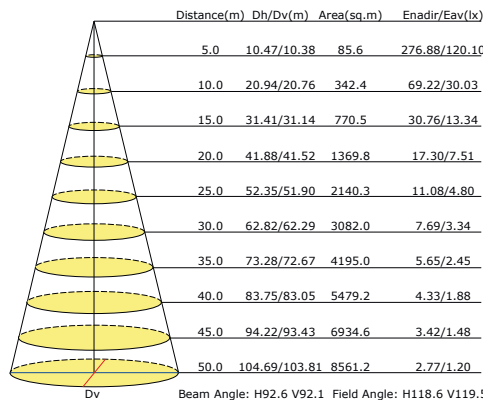 Distance(m) Dh/Dv(m) Area(sq.m) Enadir/Eav(lx)
5.0 10.47/10.38 85.6 276.88/120.10
10.0 20.94/20.76 342.4 69.22/30.03
15.0 31.41/31.14 770.5 30.76/13.34
20.0 41.88/41.52 1369.8 17.30/7.51
25.0 52.35/51.90 2140.3 11.08/4.80
30.0 62.82/62.29 3082.0 7.69/3.34
35.0 73.28/72.67 4195.0 5.65/2.45
40.0 83.75/83.05 5479.2 4.33/1.88
45.0 94.22/93.43 6934.6 3.42/1.48
50.0 104.69/103.81 8561.2 2.77/1.20
Dv Beam Angle: H92.6 V92.1 Field Angle: H118.6 V119.5